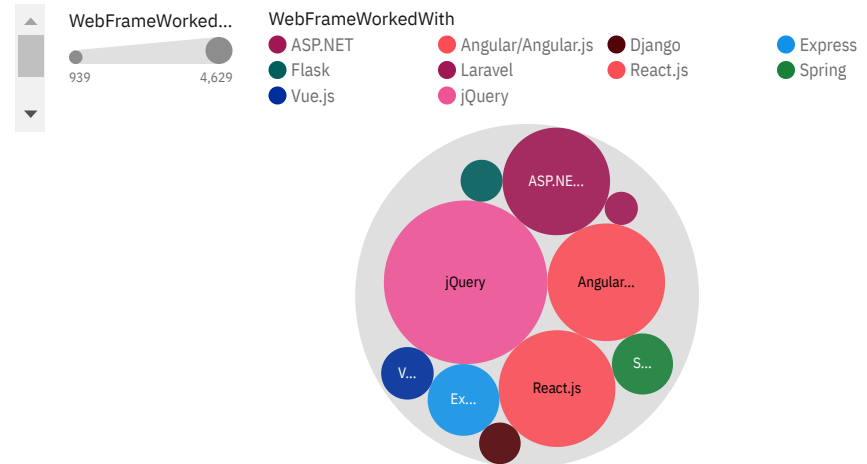 WebFrameWorked...
939 4,629
WebFrameWorkedWith
ASP.NET Angular/Angular.js Django Express
Flask Laravel React.js Spring
Vue.js jQuery
ASP.NE...
jQuery
Angular...
S...
V...
React.js
Ex...